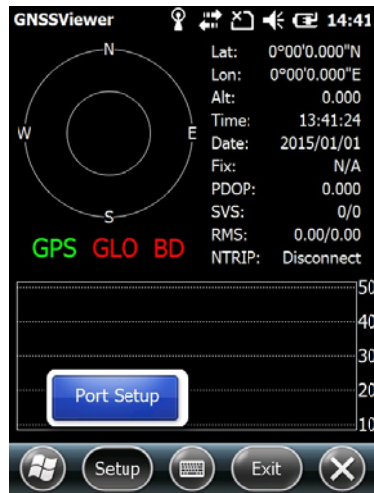 GNSSViewer 14:41
N
W E
S
GPS GLO BD
Lat: 0°00'0.000"N
Lon: 0°00'0.000"E
Alt: 0.000
Time: 13:41:24
Date: 2015/01/01
Fix: N/A
PDOP: 0.000
SVS: 0/0
RMS: 0.00/0.00
NTRIP: Disconnect
50
40
30
20
10
Port Setup
Setup Exit